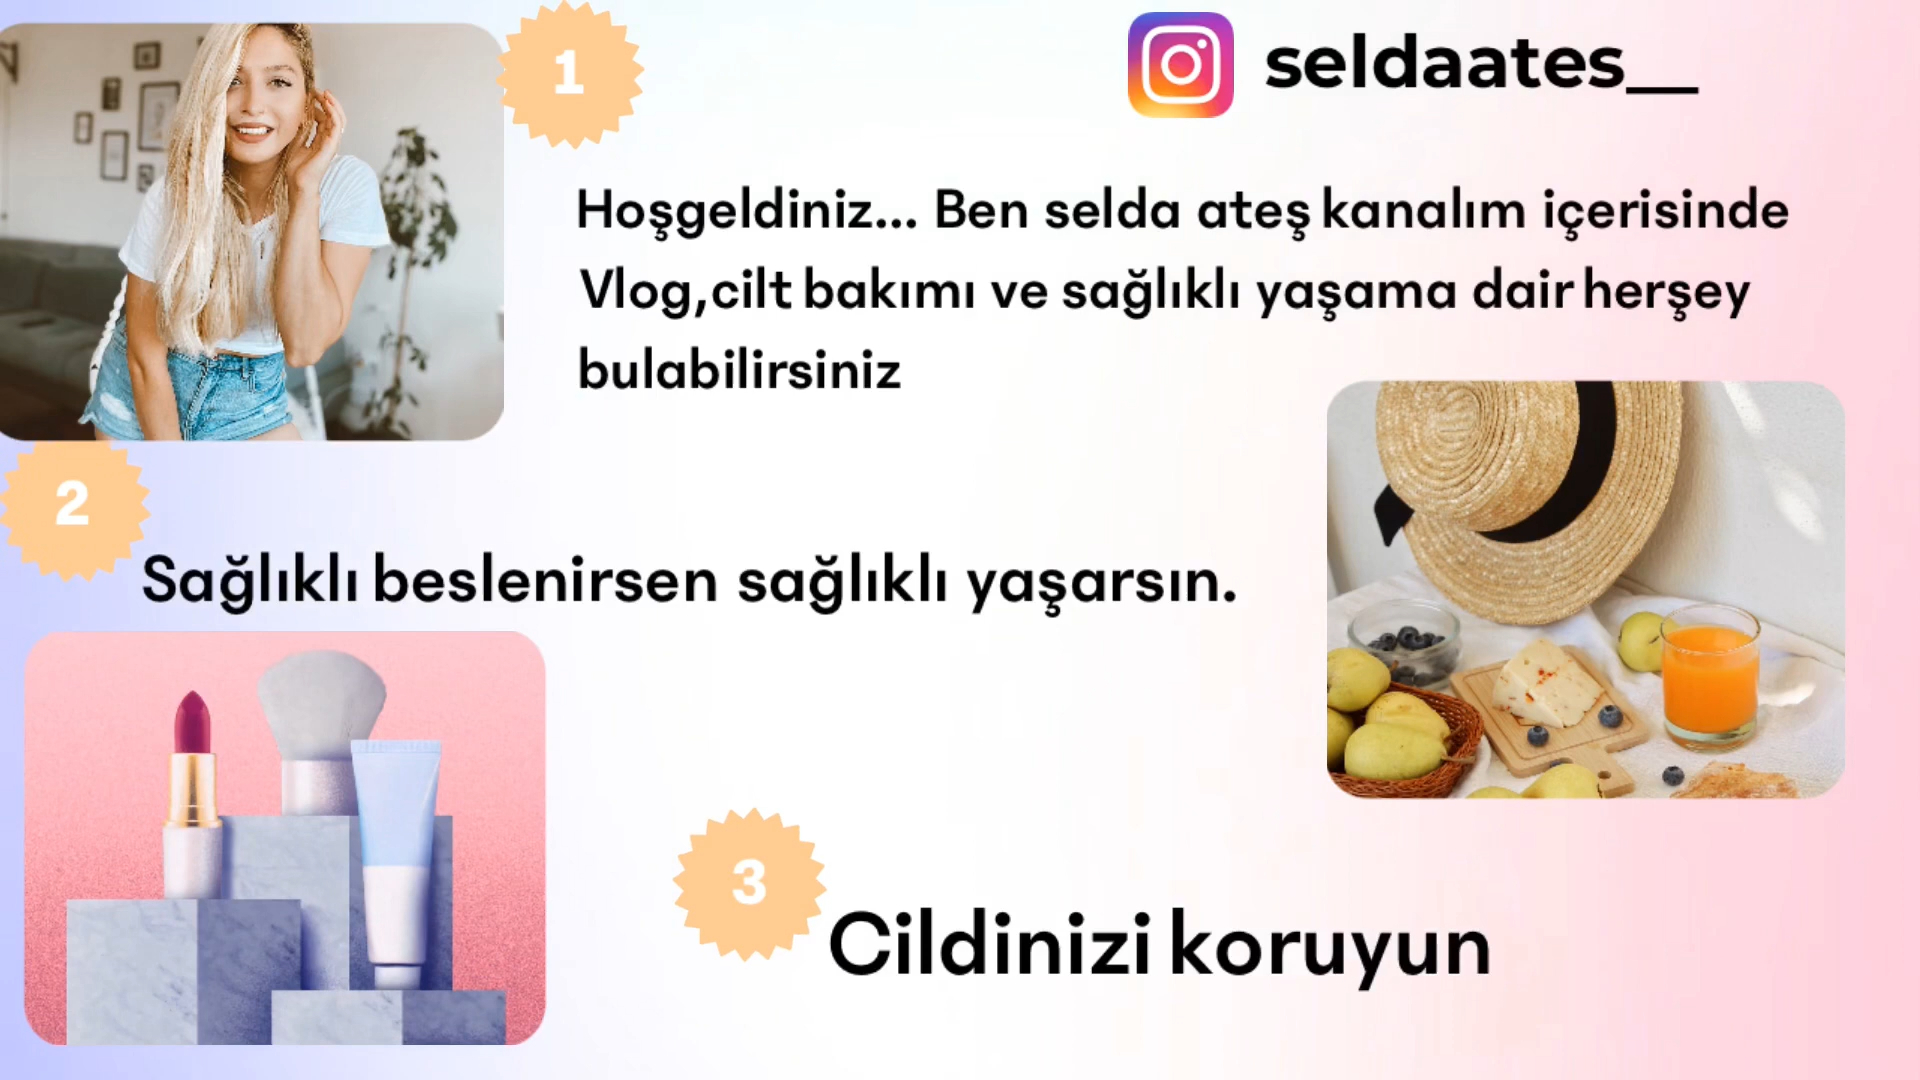 1
seldaates__
Hoşgeldiniz... Ben selda ateş kanalım içerisinde
Vlog,cilt bakımı ve sağlıklı yaşama dair herşey
bulabilirsiniz
2
Sağlıklı beslenirsen sağlıklı yaşarsın.
3
Cildinizi koruyun